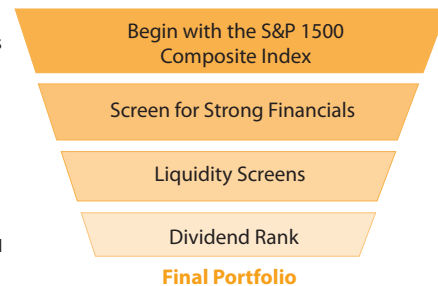 Begin with the S&P 1500
Composite Index
Screen for Strong Financials
Liquidity Screens
Dividend Rank
Final Portfolio